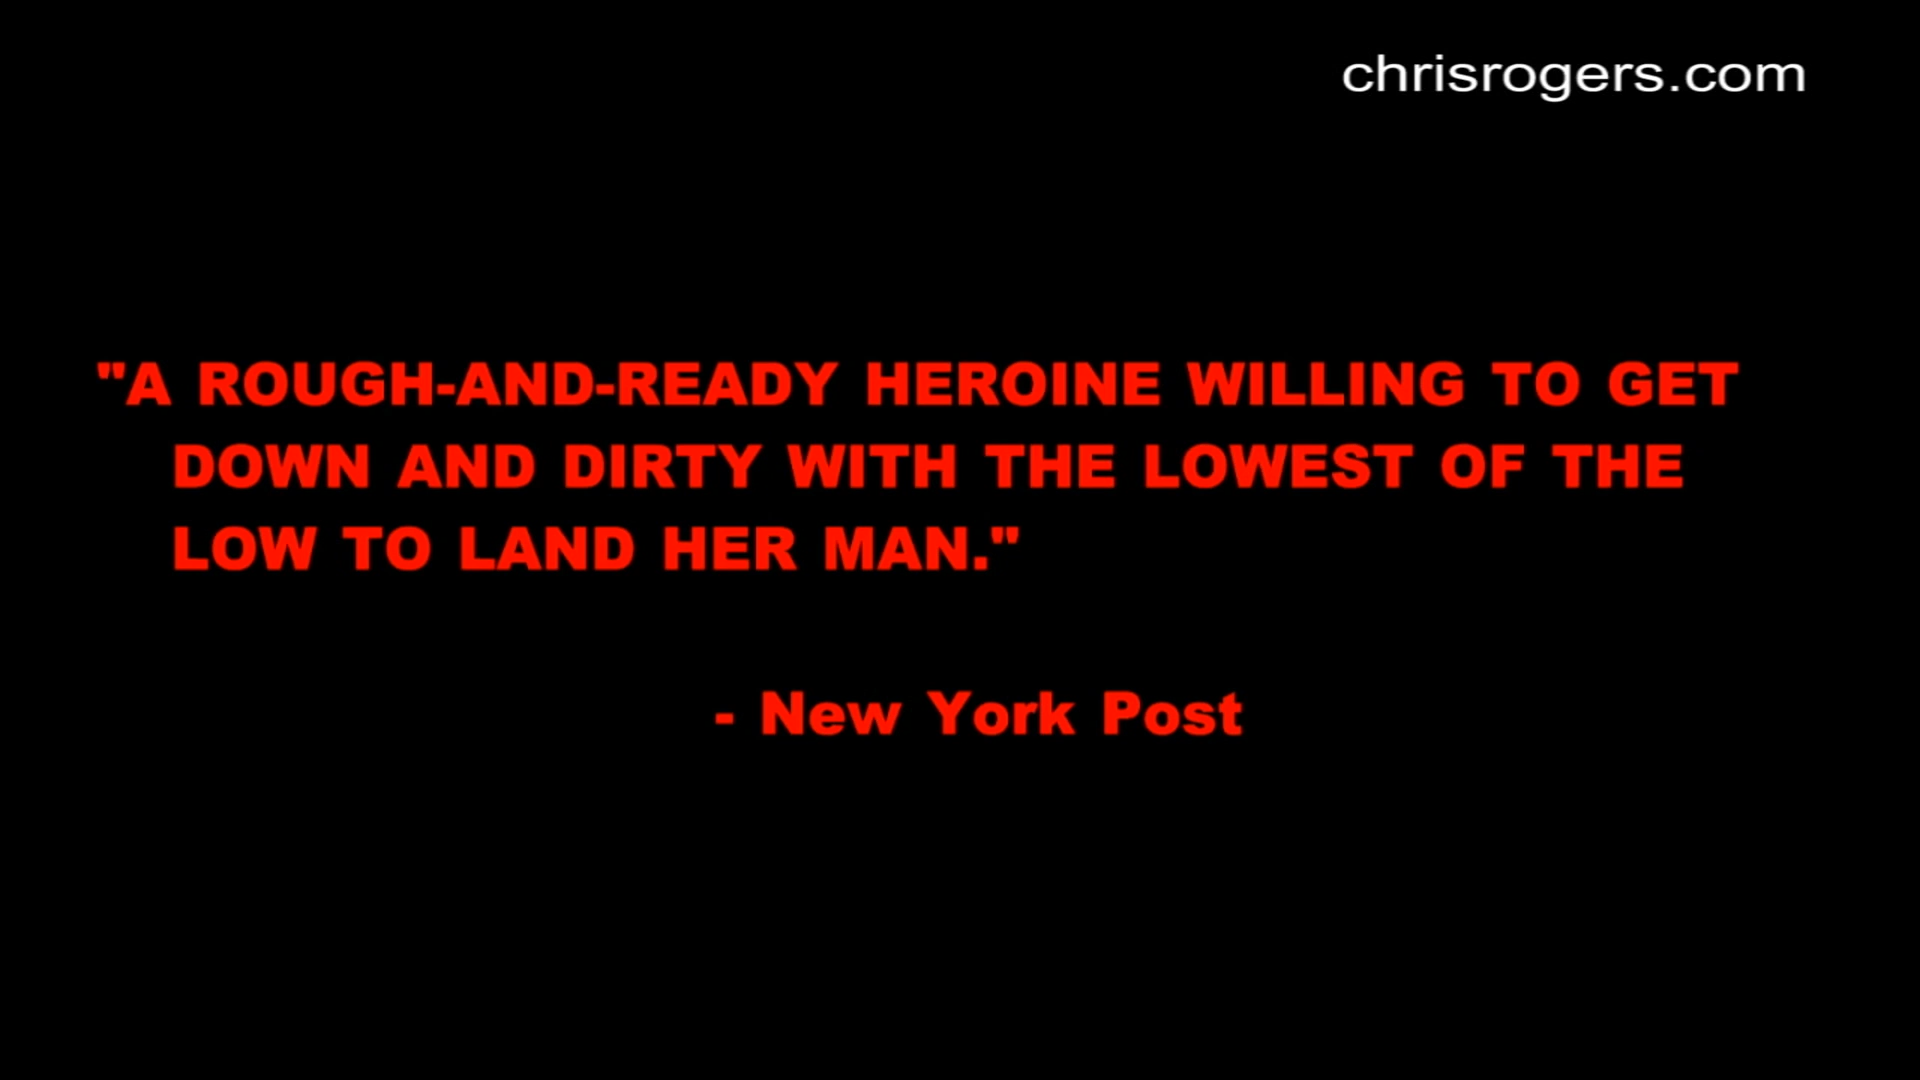 chrisrogers.com
"A ROUGH-AND-READY HEROINE WILLING TO GET
DOWN AND DIRTY WITH THE LOWEST OF THE
LOW TO LAND HER MAN."
- New York Post